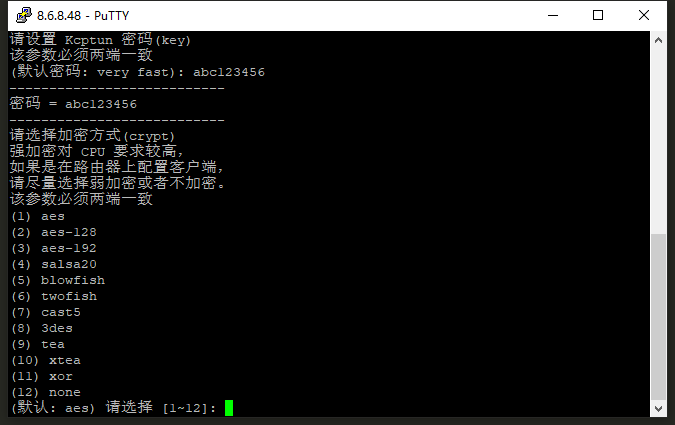 8.6.8.48 - PuTTY
请设置 Kcptun 密码(key)
该参数必须两端一致
(默认密码: very fast): abc123456
---------------------------
密码 = abc123456
---------------------------
请选择加密方式(crypt)
强加密对 CPU 要求较高，
如果是在路由器上配置客户端，
请尽量选择弱加密或者不加密。
该参数必须两端一致
(1) aes
(2) aes-128
(3) aes-192
(4) salsa20
(5) blowfish
(6) twofish
(7) cast5
(8) 3des
(9) tea
(10) xtea
(11) xor
(12) none
(默认: aes) 请选择 [1~12]: